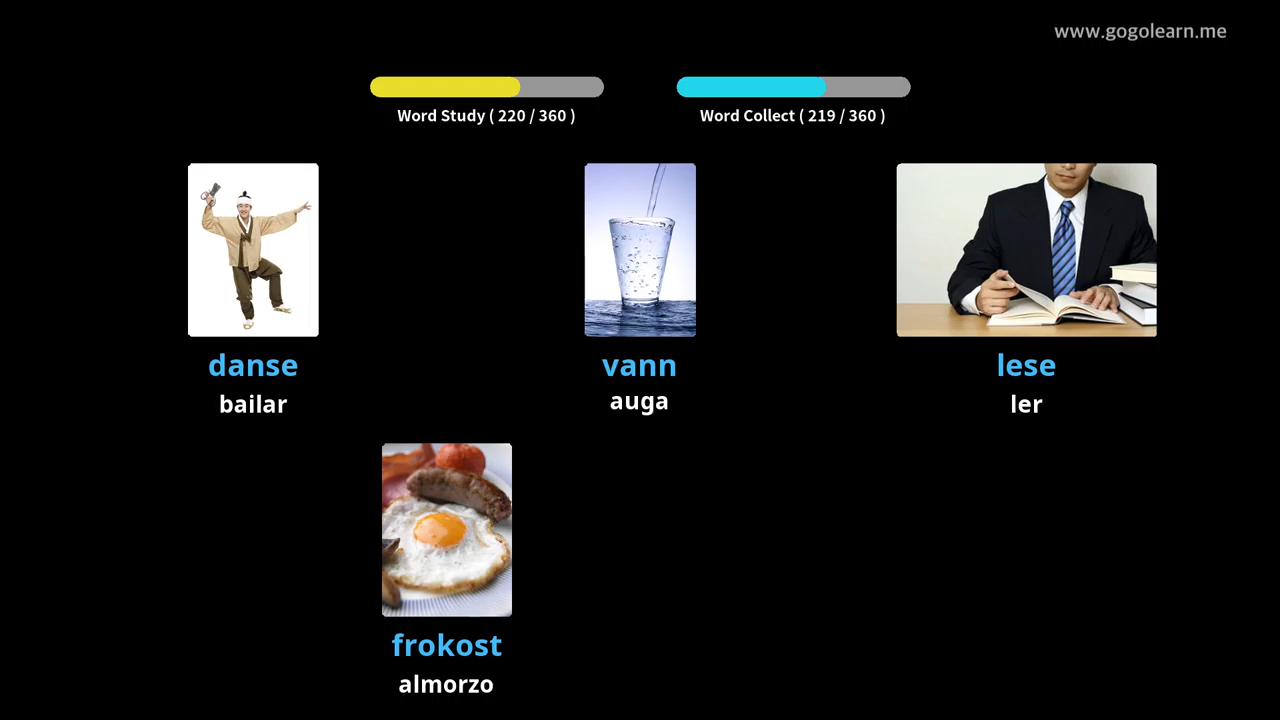 www.gogolearn.me
Word Study ( 220 / 360 )
Word Collect ( 219 / 360 )
danse
bailar
vann
auga
lese
ler
frokost
almorzo